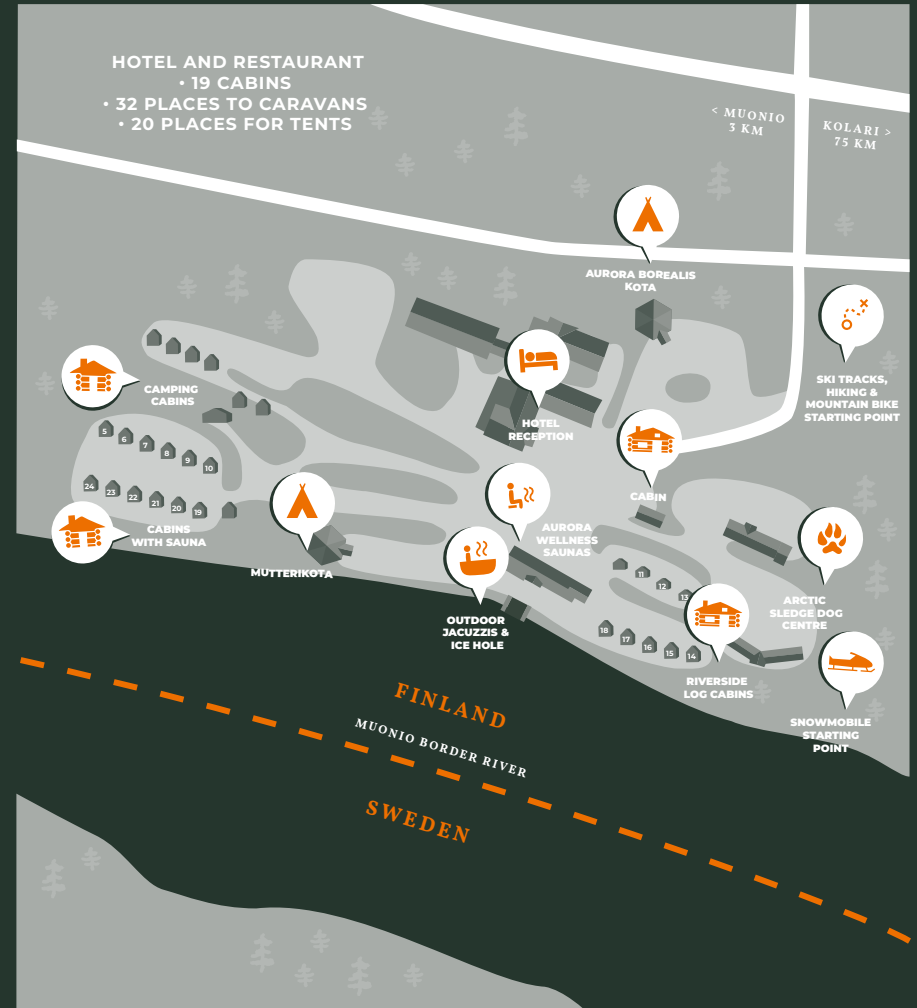 HOTEL AND RESTAURANT
• 19 CABINS
• 32 PLACES TO CARAVANS
• 20 PLACES FOR TENTS
< MUONIO
3 KM
KOLARI >
75 KM
AURORA BOREALIS
KOTA
SKI TRACKS,
HIKING &
MOUNTAIN BIKE
STARTING POINT
CAMPING
CABINS
HOTEL
RECEPTION
5
6
7
8
9
10
24
23
22
21
20
19
CABIN
CABINS
WITH SAUNA
AURORA
WELLNESS
SAUNAS
MUTTERIKOTA
11
12
13
ARCTIC
SLEDGE DOG
CENTRE
OUTDOOR
JACUZZIS &
ICE HOLE
18
17
16
15
14
RIVERSIDE
LOG CABINS
SNOWMOBILE
STARTING
POINT
FINLAND
MUONIO BORDER RIVER
SWEDEN